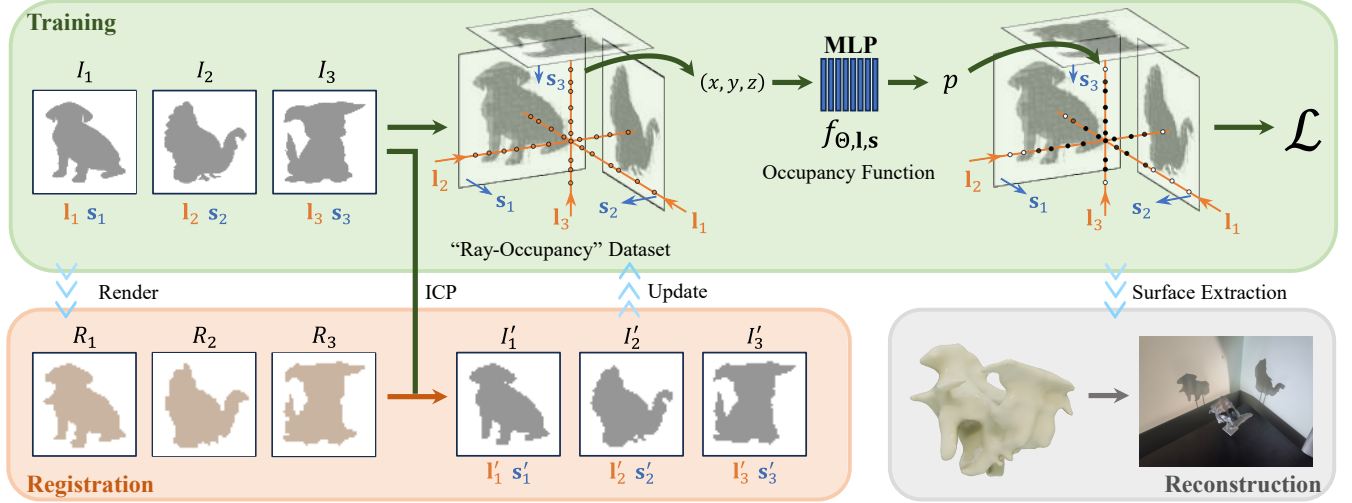 Training
I₁ I₂ I₃
l₁ s₁ l₂ s₂ l₃ s₃
s₃
l₂
s₁
s₂
l₃
l₁
“Ray-Occupancy” Dataset
(x, y, z)
MLP
f_Θ,l,s
Occupancy Function
p
s₃
l₂
s₁
s₂
l₃
l₁
ℒ
Render
ICP
Update
Surface Extraction
R₁ R₂ R₃
I′₁ I′₂ I′₃
l′₁ s′₁ l′₂ s′₂ l′₃ s′₃
Registration
Reconstruction